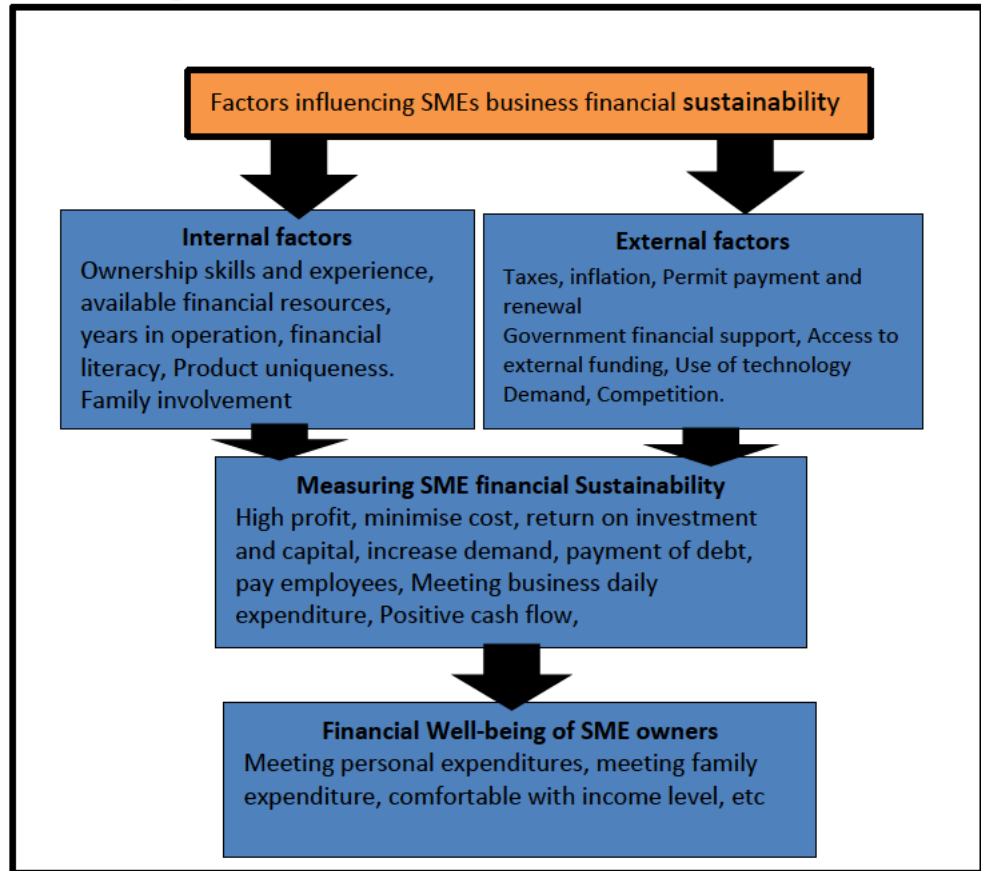 Factors influencing SMEs business financial sustainability
Internal factors
Ownership skills and experience,
available financial resources,
years in operation, financial
literacy, Product uniqueness.
Family involvement
External factors
Taxes, inflation, Permit payment and
renewal
Government financial support, Access to
external funding, Use of technology
Demand, Competition.
Measuring SME financial Sustainability
High profit, minimise cost, return on investment
and capital, increase demand, payment of debt,
pay employees, Meeting business daily
expenditure, Positive cash flow,
Financial Well-being of SME owners
Meeting personal expenditures, meeting family
expenditure, comfortable with income level, etc